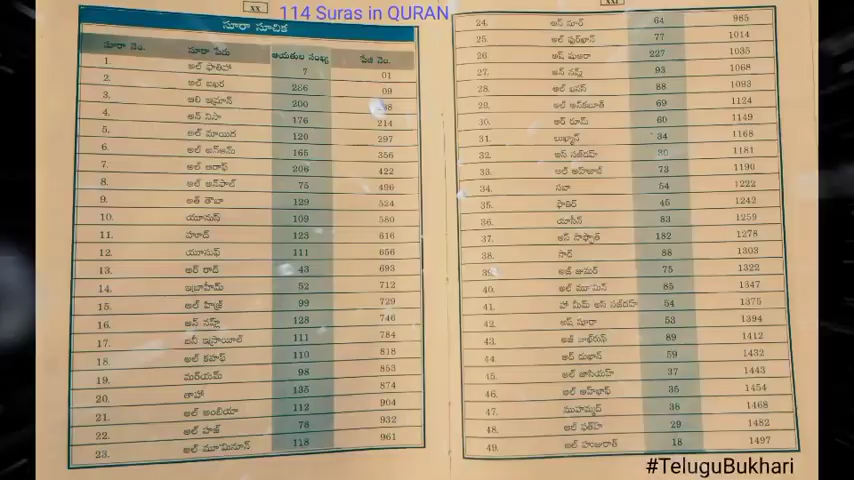 XX
114 Suras in QURAN
సూరా సూచిక
సూరా నెం. సూరా పేరు ఆయతుల సంఖ్య పేజి నెం.
1. అల్ ఫాతిహా 7 01
2. అల్ బఖర 286 09
3. ఆలి ఇమ్రాన్ 200
4. అన్ నిసా 176 214
5. అల్ మాయిద 120 297
6. అల్ అన్ఆమ్ 165 356
7. అల్ ఆరాఫ్ 206 422
8. అల్ అన్‌ఫాల్ 75 496
9. అత్ తౌబా 129 524
10. యూనుస్ 109 580
11. హూద్ 123 616
12. యూసుఫ్ 111 656
13. అర్ రాద్ 43 693
14. ఇబ్రాహీమ్ 52 712
15. అల్ హిజ్ర్ 99 729
16. అన్ నహ్ల్ 128 746
17. బనీ ఇస్రాయీల్ 111 784
18. అల్ కహఫ్ 110 818
19. మర్‌యమ్ 98 853
20. తాహా 135 874
21. అల్ అంబియా 112 904
22. అల్ హజ్ 78 932
23. అల్ మూ'మినూన్ 118 961
XXI
24. అన్ నూర్ 64 985
25. అల్ ఫుర్ఖాన్ 77 1014
26 అష్ షుఅరా 227 1035
27. అన్ నమ్ల్ 93 1068
28. అల్ ఖసస్ 88 1093
29. అల్ అన్కబూత్ 69 1124
30. అర్ రూమ్ 60 1149
31. లుఖ్మాన్ 34 1168
32. అస్ సజ్‌దహ్ 30 1181
33. అల్ అహ్‌జాబ్ 73 1190
34. సబా 54 1222
35. ఫాతిర్ 45 1242
36. యాసీన్ 83 1259
37. అస్ సాఫ్ఫాత్ 182 1278
38. సాద్ 88 1303
39. అజ్ జుమర్ 75 1322
40. అల్ మూ'మిన్ 85 1347
41. హా మీమ్ అస్ సజ్‌దహ్ 54 1375
42. అష్ షూరా 53 1394
43. అజ్ జుఖ్‌రుఫ్ 89 1412
44. అద్ దుఖాన్ 59 1432
45. అల్ జాసియహ్ 37 1443
46. అల్ అహ్‌ఖాఫ్ 35 1454
47. ముహమ్మద్ 38 1468
48. అల్ ఫత్‌హ్ 29 1482
49. అల్ హుజురాత్ 18 1497
#TeluguBukhari